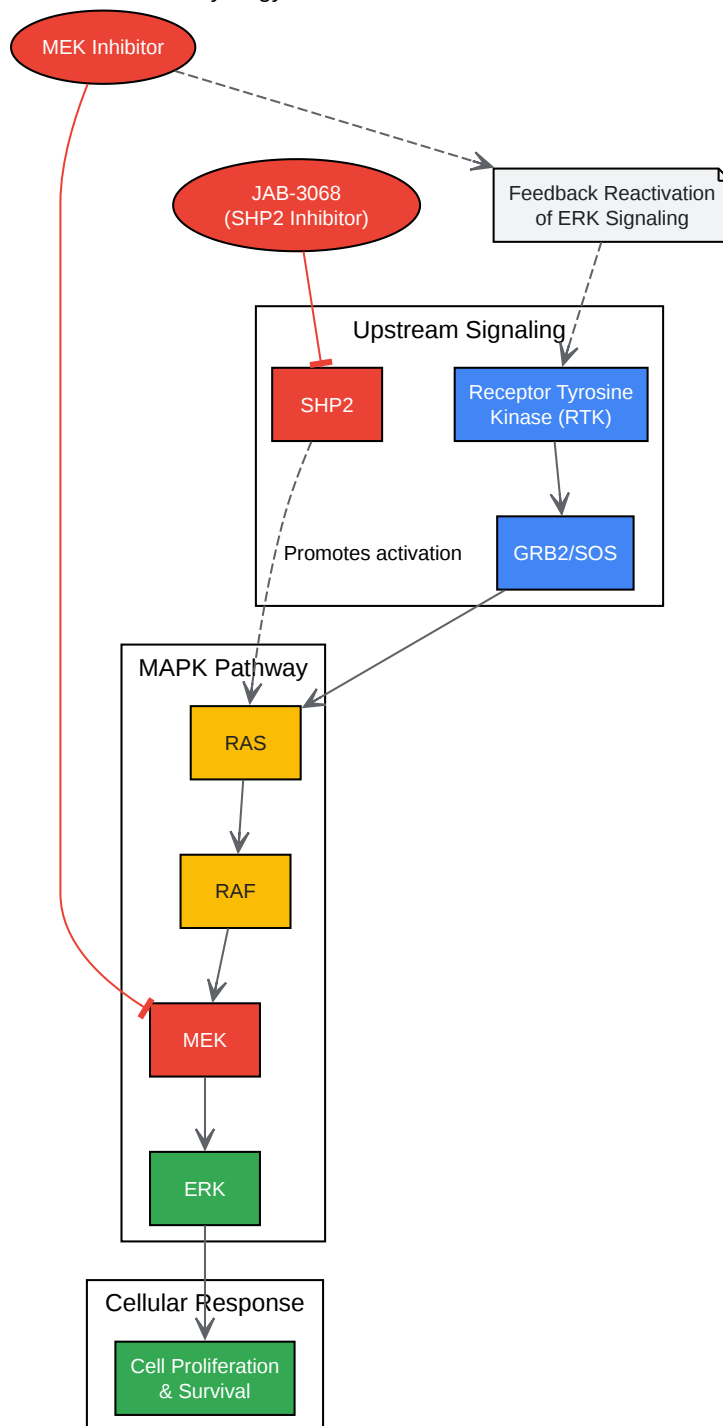 MEK Inhibitor
JAB-3068
(SHP2 Inhibitor)
Feedback Reactivation
of ERK Signaling
Upstream Signaling
SHP2
Receptor Tyrosine
Kinase (RTK)
Promotes activation
GRB2/SOS
MAPK Pathway
RAS
RAF
MEK
ERK
Cellular Response
Cell Proliferation
& Survival